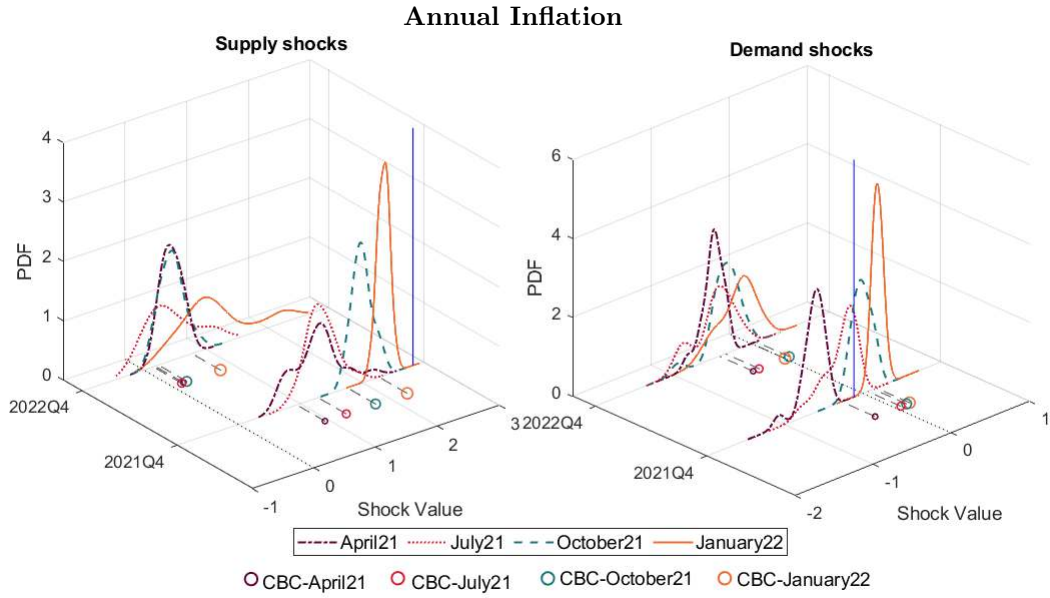 Annual Inflation
Supply shocks
Demand shocks
PDF
4
3
2
1
0
2022Q4
2021Q4
-1
0
1
2
3
Shock Value
PDF
6
4
2
0
2022Q4
2021Q4
-2
-1
0
1
Shock Value
April21 July21 October21 January22
CBC-April21 CBC-July21 CBC-October21 CBC-January22